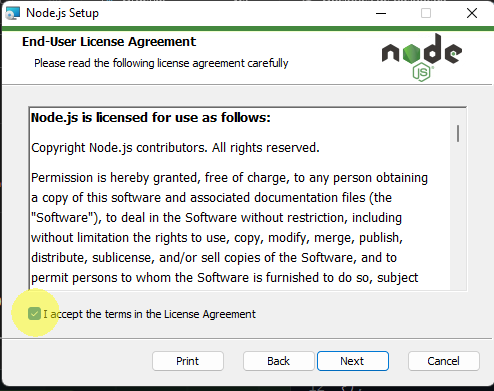 Node.js Setup
End-User License Agreement
Please read the following license agreement carefully
node
JS
Node.js is licensed for use as follows:
Copyright Node.js contributors. All rights reserved.
Permission is hereby granted, free of charge, to any person obtaining
a copy of this software and associated documentation files (the
"Software"), to deal in the Software without restriction, including
without limitation the rights to use, copy, modify, merge, publish,
distribute, sublicense, and/or sell copies of the Software, and to
permit persons to whom the Software is furnished to do so, subject
I accept the terms in the License Agreement
Print
Back
Next
Cancel